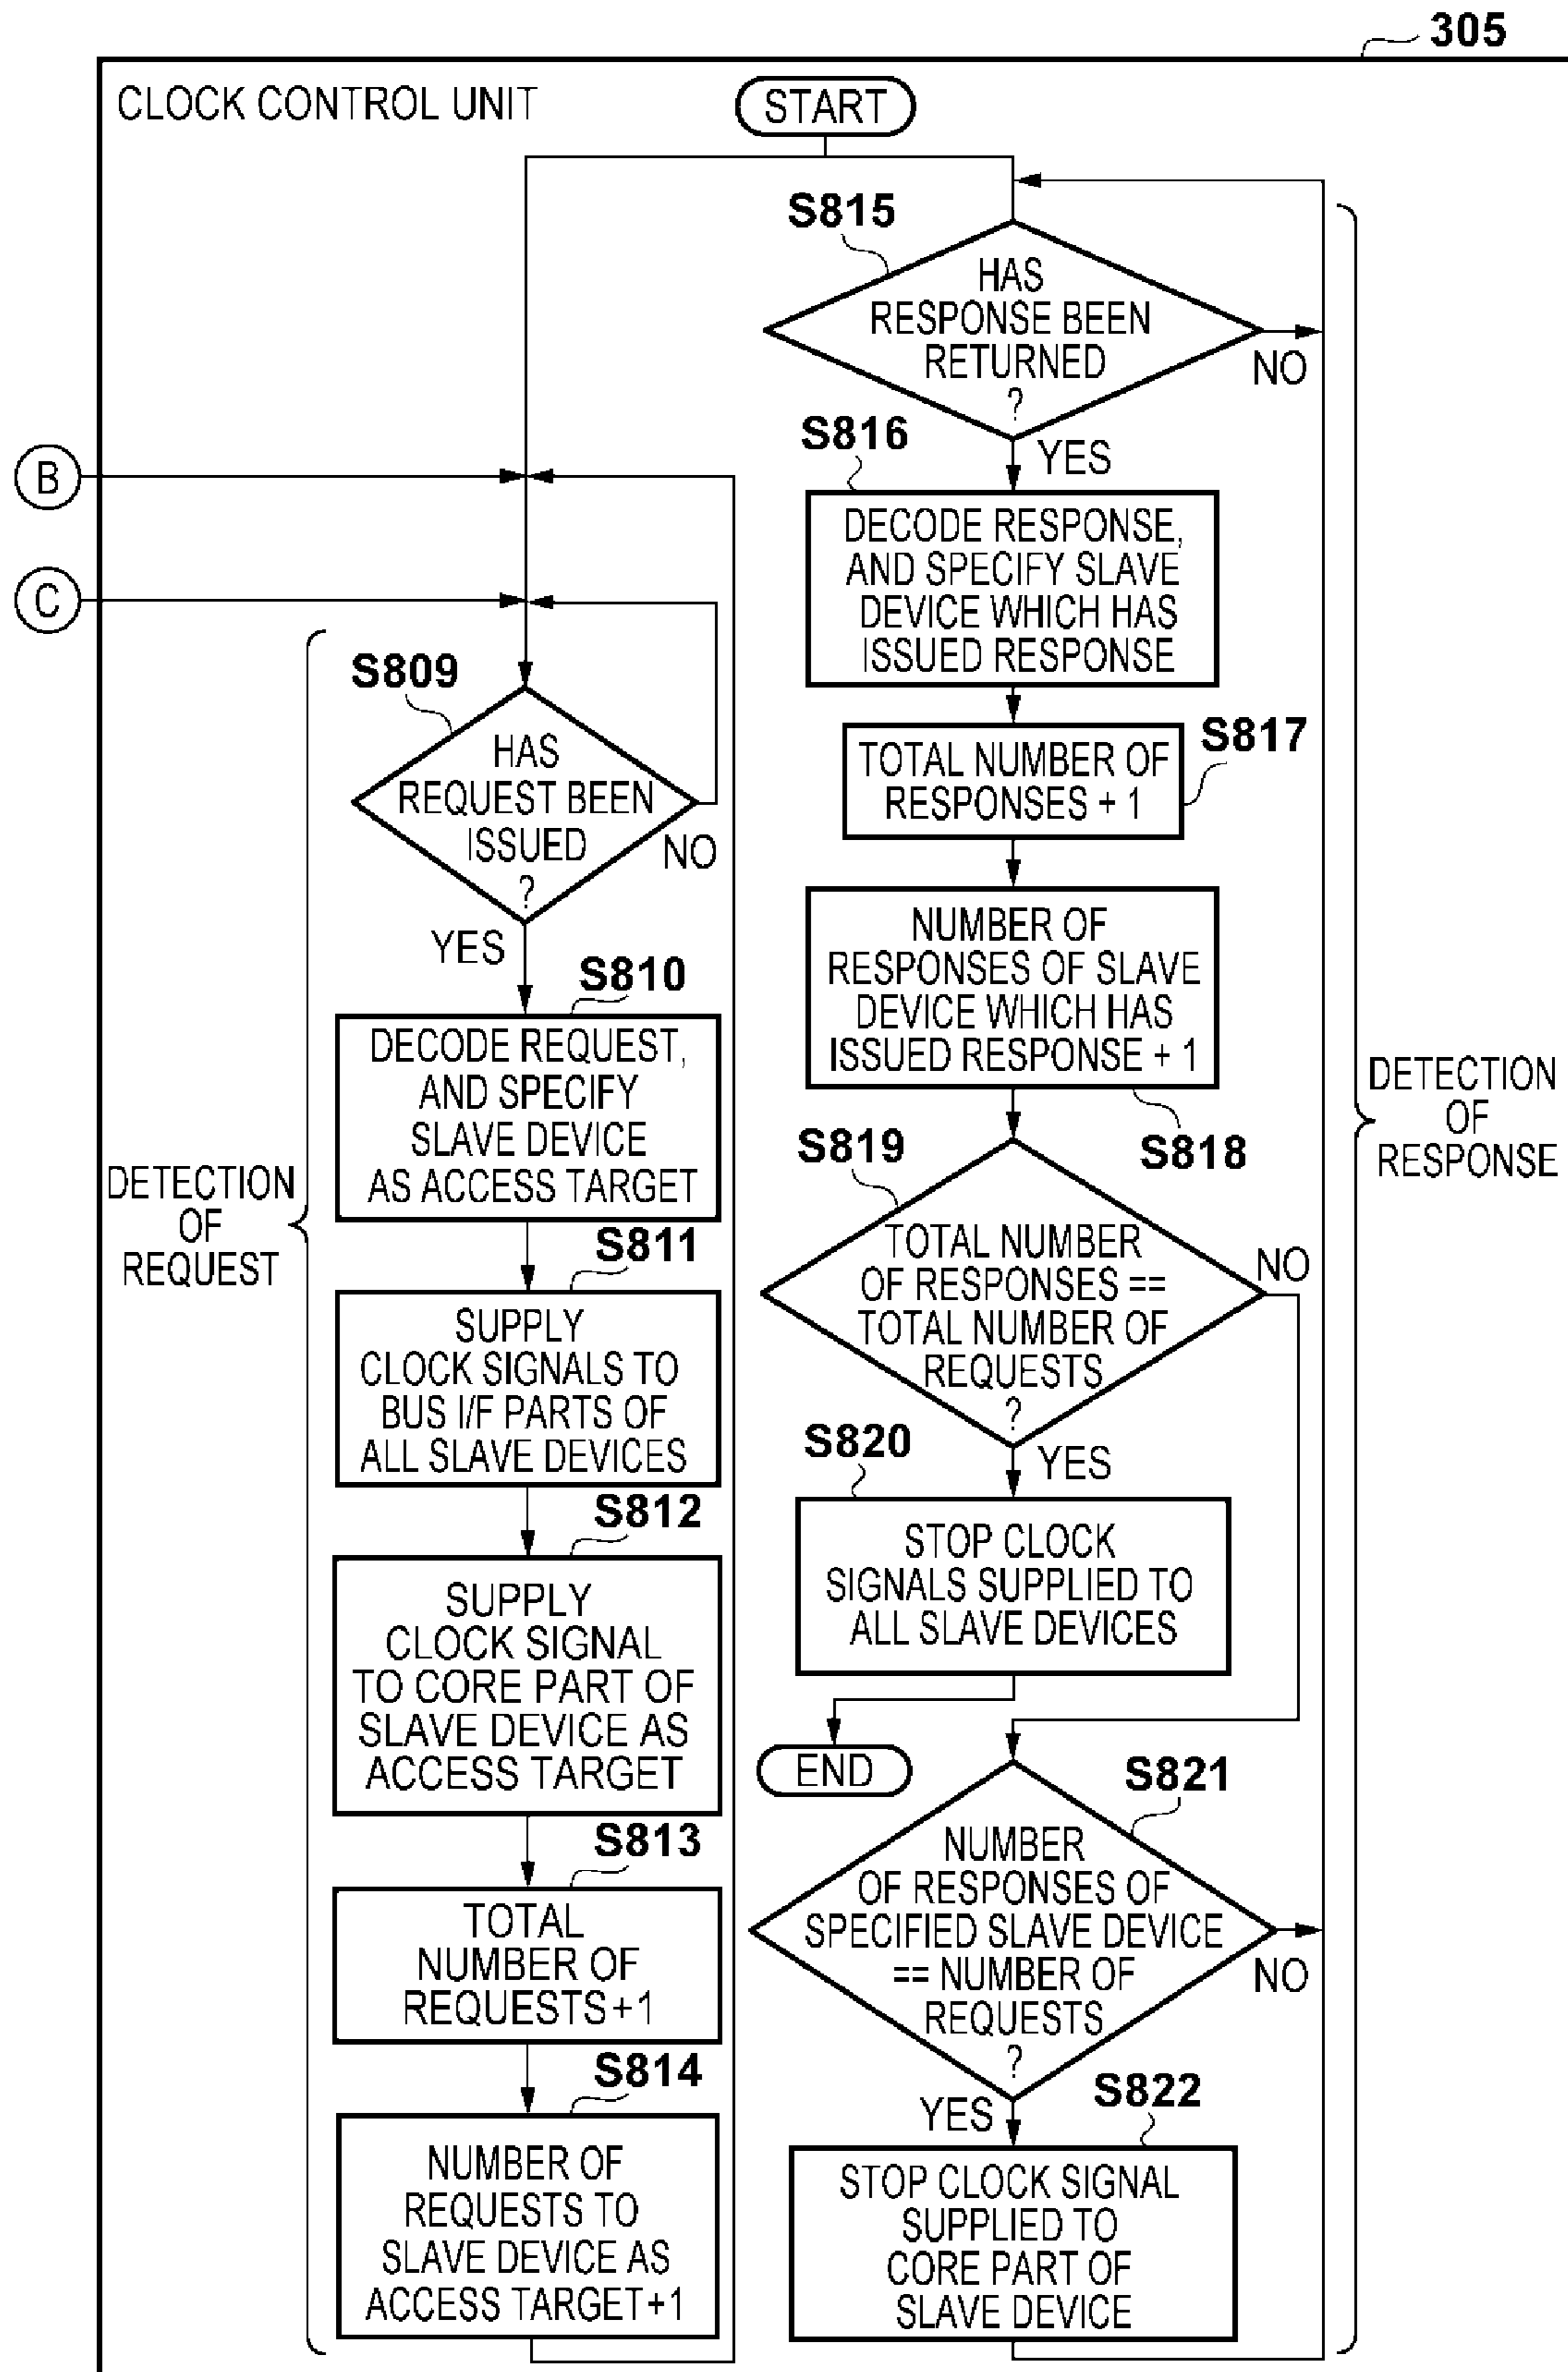 305
CLOCK CONTROL UNIT
START
B
C
DETECTION
OF
REQUEST
S809
HAS
REQUEST BEEN
ISSUED
?
NO
YES
S810
DECODE REQUEST,
AND SPECIFY
SLAVE DEVICE
AS ACCESS TARGET
S811
SUPPLY
CLOCK SIGNALS TO
BUS I/F PARTS OF
ALL SLAVE DEVICES
S812
SUPPLY
CLOCK SIGNAL
TO CORE PART OF
SLAVE DEVICE AS
ACCESS TARGET
S813
TOTAL
NUMBER OF
REQUESTS+1
S814
NUMBER OF
REQUESTS TO
SLAVE DEVICE AS
ACCESS TARGET+1
S815
HAS
RESPONSE BEEN
RETURNED
?
NO
YES
S816
DECODE RESPONSE,
AND SPECIFY SLAVE
DEVICE WHICH HAS
ISSUED RESPONSE
S817
TOTAL NUMBER OF
RESPONSES + 1
NUMBER OF
RESPONSES OF SLAVE
DEVICE WHICH HAS
ISSUED RESPONSE + 1
S818
S819
TOTAL NUMBER
OF RESPONSES ==
TOTAL NUMBER OF
REQUESTS
?
NO
YES
S820
STOP CLOCK
SIGNALS SUPPLIED TO
ALL SLAVE DEVICES
END
S821
NUMBER
OF RESPONSES OF
SPECIFIED SLAVE DEVICE
== NUMBER OF
REQUESTS
?
NO
YES
S822
STOP CLOCK SIGNAL
SUPPLIED TO
CORE PART OF
SLAVE DEVICE
DETECTION
OF
RESPONSE